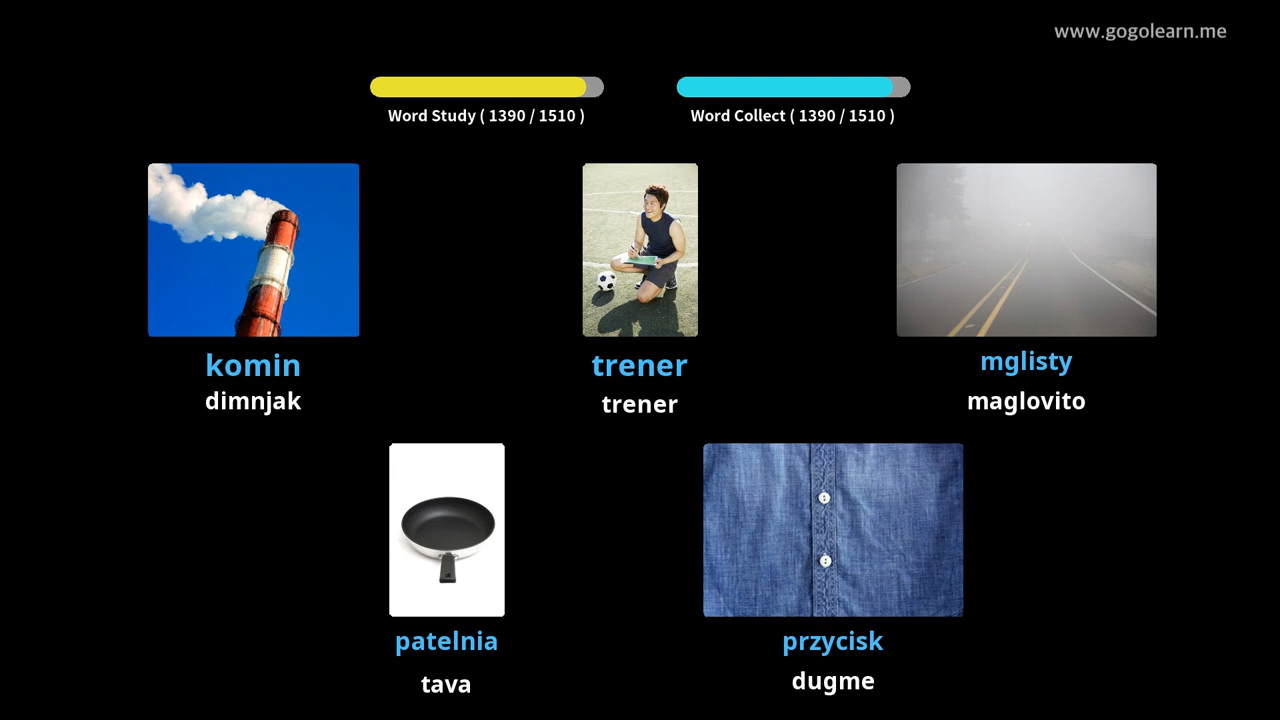 www.gogolearn.me
Word Study ( 1390 / 1510 )
Word Collect ( 1390 / 1510 )
komin
dimnjak
trener
trener
mglisty
maglovito
patelnia
tava
przycisk
dugme